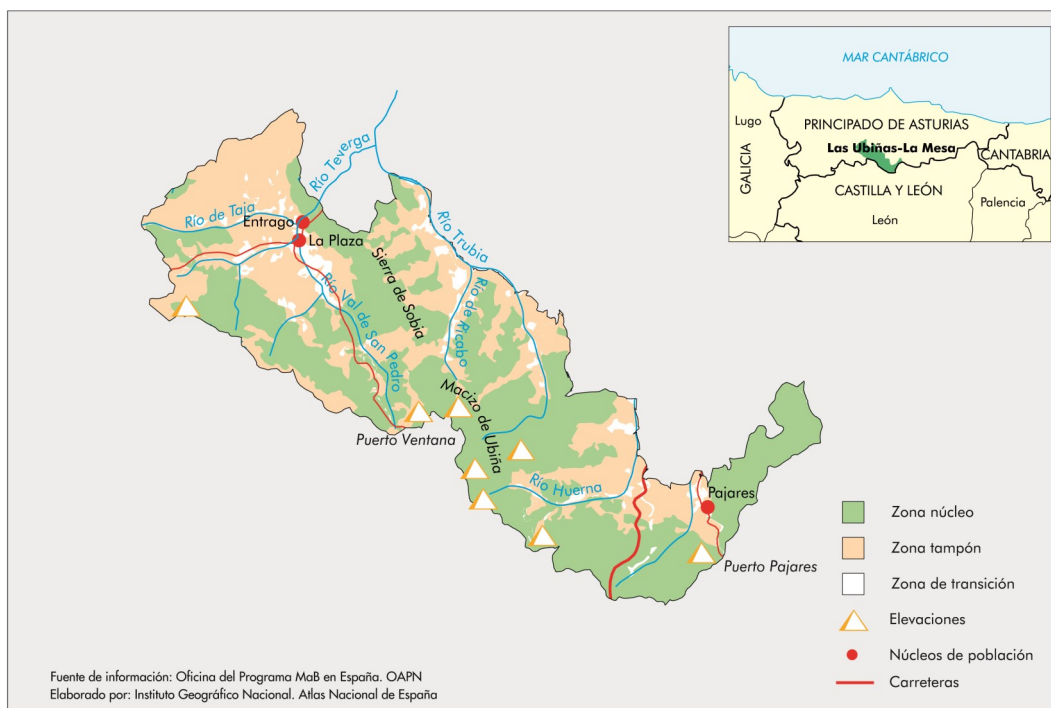 MAR CANTÁBRICO
Lugo
PRINCIPADO DE ASTURIAS
Las Ubiñas-La Mesa
GALICIA
CANTABRIA
CASTILLA Y LEÓN
Palencia
León
Río Teverga
Río de Taja
Entrago
La Plaza
Río Trubia
Sierra de Sobia
Río Val de San Pedro
Río de Ricabo
Macizo de Ubiña
Puerto Ventana
Río Huerna
Pajares
Puerto Pajares
Zona núcleo
Zona tampón
Zona de transición
Elevaciones
Núcleos de población
Carreteras
Fuente de información: Oficina del Programa MaB en España. OAPN
Elaborado por: Instituto Geográfico Nacional. Atlas Nacional de España